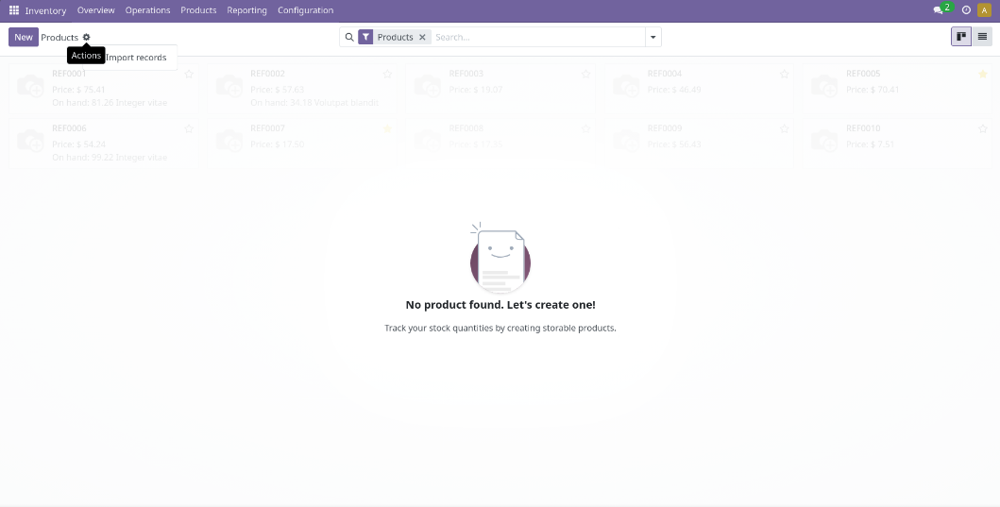 Inventory Overview Operations Products Reporting Configuration 2 A
New Products Products Search...
Actions Import records
REF0001 REF0002 REF0003 REF0004 REF0005
Price: $ 75.41 Price: $ 57.63 Price: $ 19.07 Price: $ 46.49 Price: $ 70.41
On hand: 81.26 Integer vitae On hand: 34.18 Volutpat blandit
REF0006 REF0007 REF0008 REF0009 REF0010
Price: $ 54.24 Price: $ 17.50 Price: $ Price: $ 56.43 Price: $ 7.51
On hand: 99.22 Integer vitae
No product found. Let's create one!
Track your stock quantities by creating storable products.